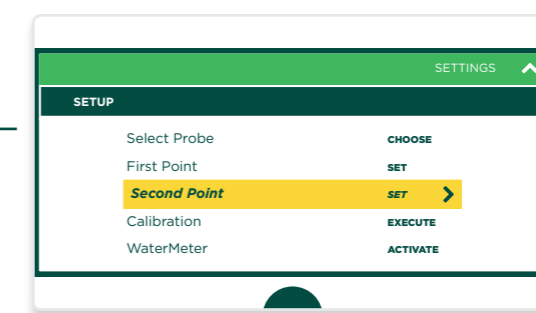 SETTINGS
SETUP
Select Probe CHOOSE
First Point SET
Second Point SET
Calibration EXECUTE
WaterMeter ACTIVATE